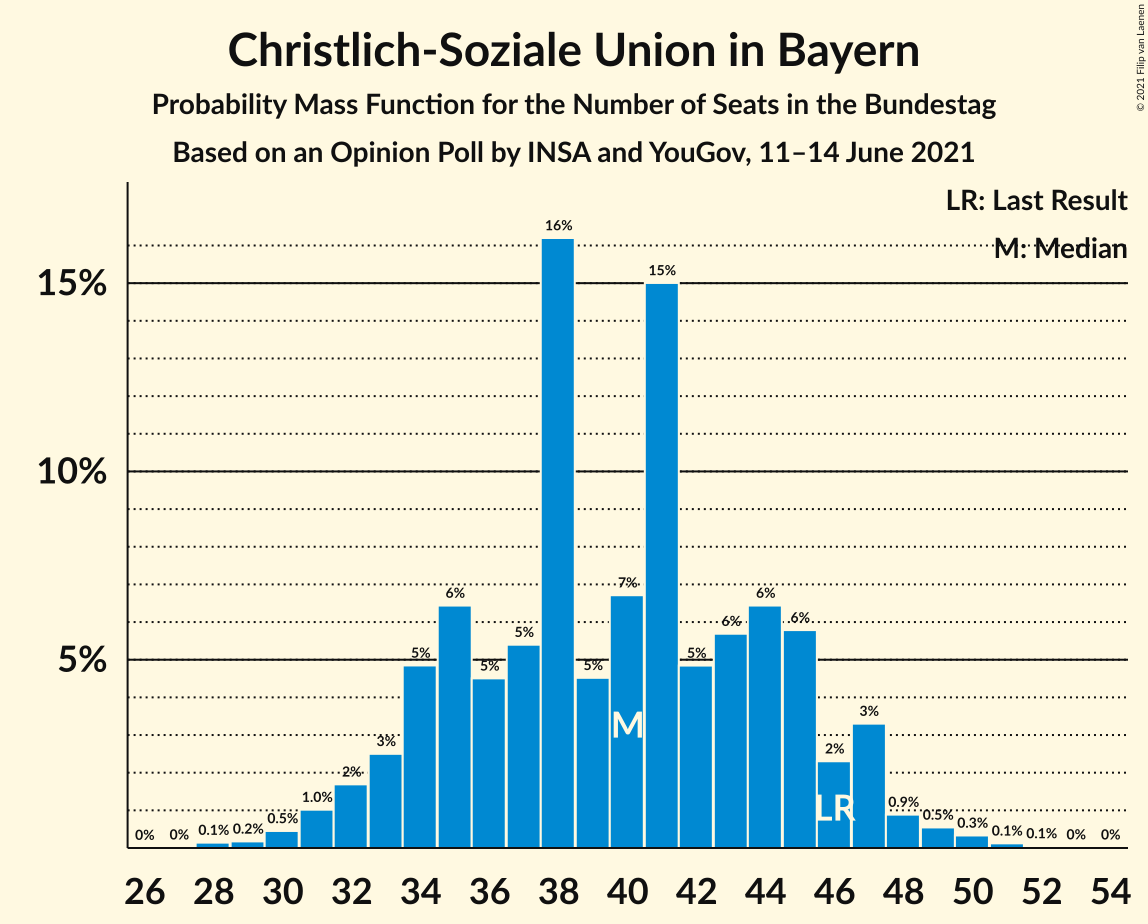 Christlich-Soziale Union in Bayern
Probability Mass Function for the Number of Seats in the Bundestag
Based on an Opinion Poll by INSA and YouGov, 11–14 June 2021
© 2021 Filip van Laenen
LR: Last Result
M: Median
15%
10%
5%
0% 0% 0.1% 0.2% 0.5% 1.0% 2% 3% 5% 6% 5% 5% 16% 5% 7% 15% 5% 6% 6% 6% 2% 3% 0.9% 0.5% 0.3% 0.1% 0.1% 0% 0%
M
LR
26 28 30 32 34 36 38 40 42 44 46 48 50 52 54